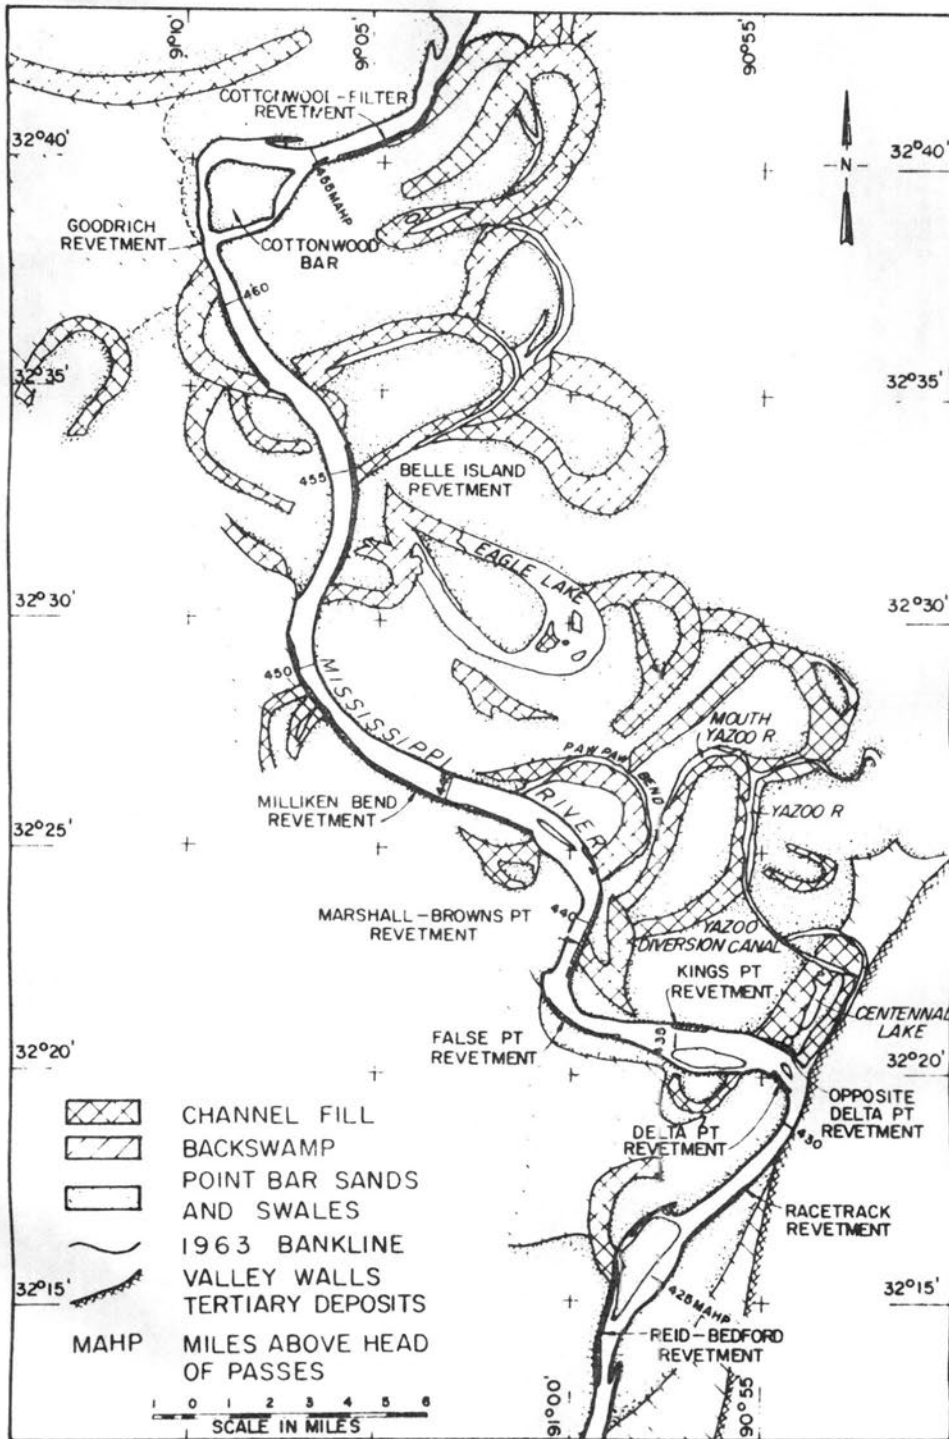 91°10'
91°05'
90°55'
COTTONWOOD-FILTER
REVETMENT
32°40'
32°40'
N
455 MAHP
GOODRICH
REVETMENT
COTTONWOOD
BAR
460
32°35'
32°35'
455
BELLE ISLAND
REVETMENT
EAGLE LAKE
32°30'
32°30'
450
MISSISSIPPI
RIVER
MOUTH
YAZOO R.
PAW PAW BEND
MILLIKEN BEND
REVETMENT
YAZOO R
32°25'
32°25'
MARSHALL-BROWNS PT
REVETMENT
440
YAZOO
DIVERSION CANAL
KINGS PT
REVETMENT
CENTENNAL
LAKE
FALSE PT
REVETMENT
435
32°20'
32°20'
OPPOSITE
DELTA PT
REVETMENT
DELTA PT
REVETMENT
430
RACETRACK
REVETMENT
CHANNEL FILL
BACKSWAMP
POINT BAR SANDS
AND SWALES
1963 BANKLINE
VALLEY WALLS
TERTIARY DEPOSITS
MAHP MILES ABOVE HEAD
OF PASSES
32°15'
32°15'
425 MAHP
REID-BEDFORD
REVETMENT
1 0 1 2 3 4 5 6
SCALE IN MILES
91°00'
90°55'